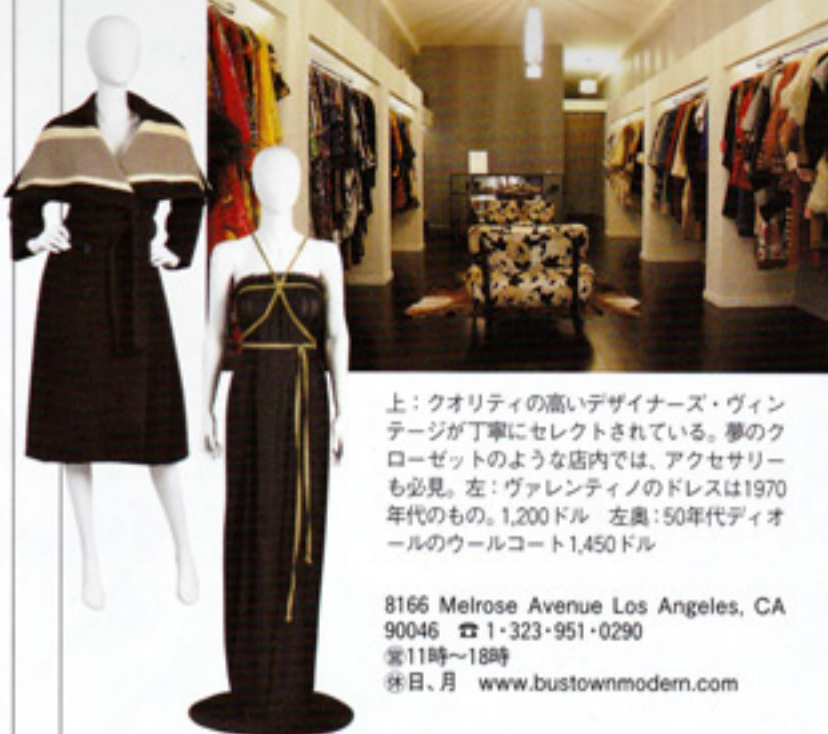 上：クオリティの高いデザイナーズ・ヴィン
テージが丁寧にセレクトされている。夢のク
ローゼットのような店内では、アクセサリー
も必見。左：ヴァレンティノのドレスは1970
年代のもの。1,200ドル　左奥：50年代ディオ
ールのウールコート1,450ドル
8166 Melrose Avenue Los Angeles, CA
90046 ☎ 1・323・951・0290
㊡11時〜18時
㊡日、月 www.bustownmodern.com